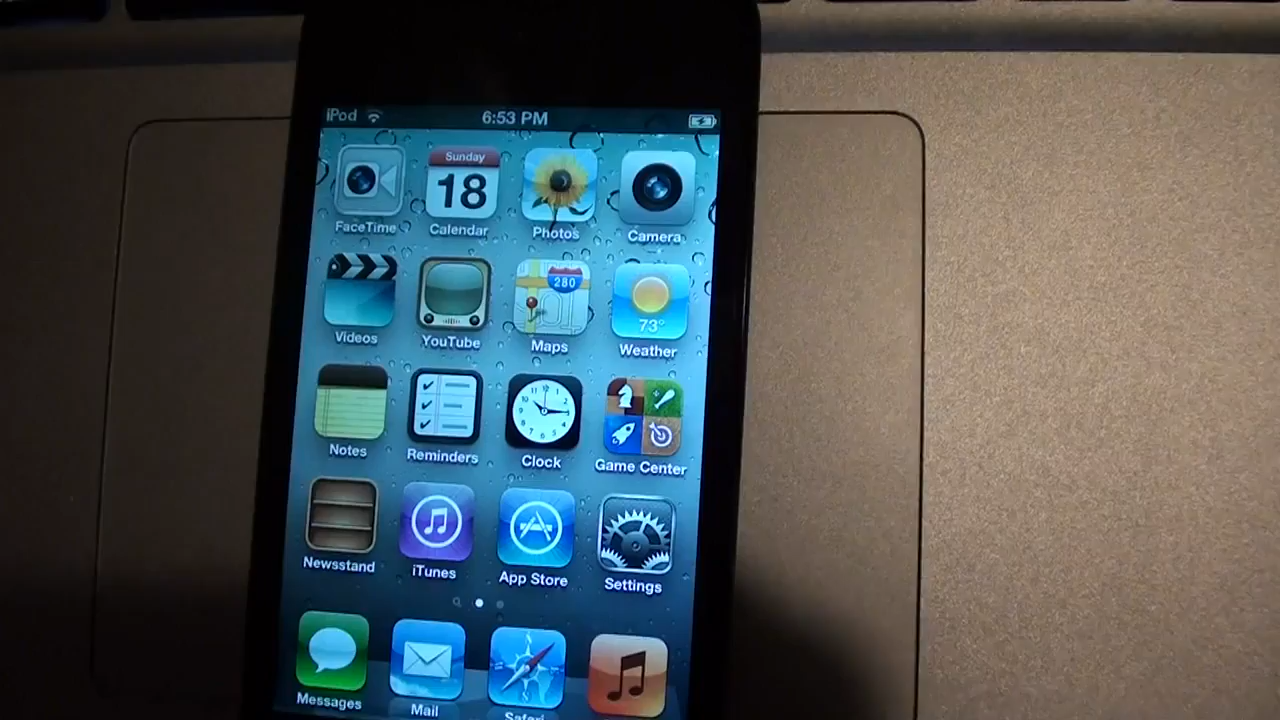 iPod 6:53 PM
Sunday
18
FaceTime Calendar Photos Camera
280
73°
Videos YouTube Maps Weather
Notes Reminders Clock Game Center
Newsstand iTunes App Store Settings
Messages Mail Safari